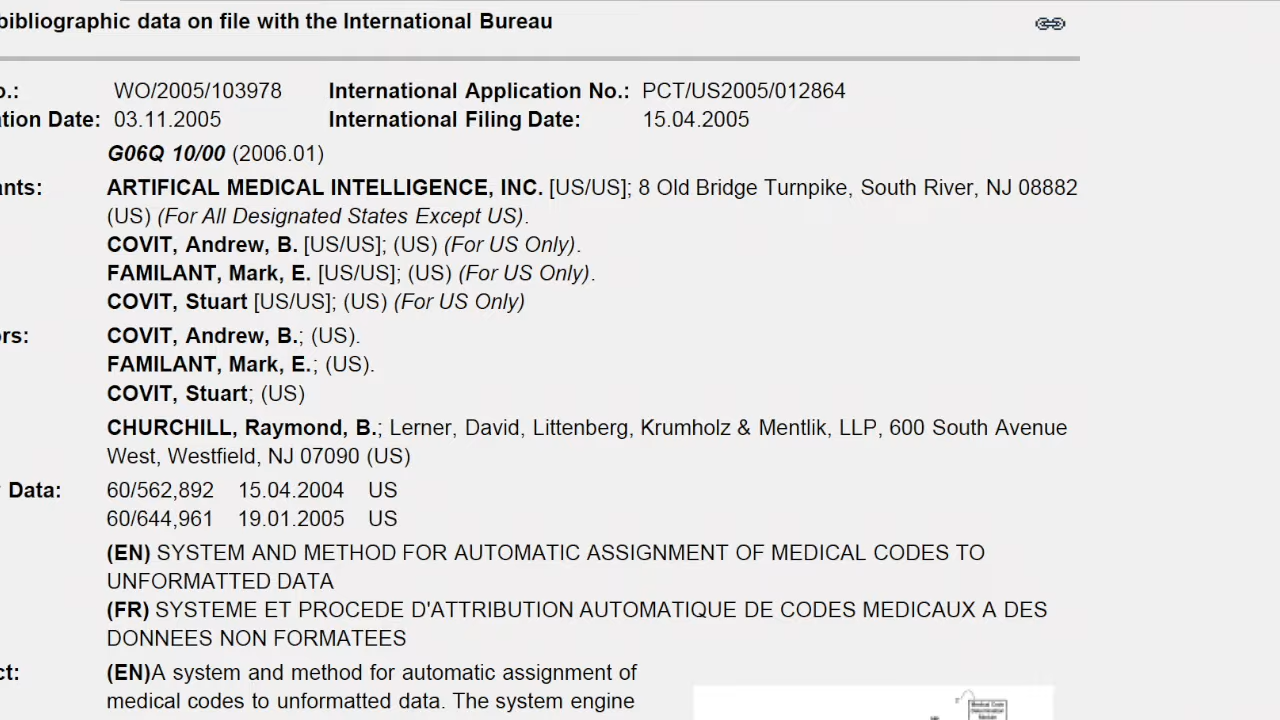 bibliographic data on file with the International Bureau
o.: WO/2005/103978 International Application No.: PCT/US2005/012864
ation Date: 03.11.2005 International Filing Date: 15.04.2005
G06Q 10/00 (2006.01)
ants: ARTIFICAL MEDICAL INTELLIGENCE, INC. [US/US]; 8 Old Bridge Turnpike, South River, NJ 08882
(US) (For All Designated States Except US).
COVIT, Andrew, B. [US/US]; (US) (For US Only).
FAMILANT, Mark, E. [US/US]; (US) (For US Only).
COVIT, Stuart [US/US]; (US) (For US Only)
ors: COVIT, Andrew, B.; (US).
FAMILANT, Mark, E.; (US).
COVIT, Stuart; (US)
CHURCHILL, Raymond, B.; Lerner, David, Littenberg, Krumholz & Mentlik, LLP, 600 South Avenue
West, Westfield, NJ 07090 (US)
Data: 60/562,892 15.04.2004 US
60/644,961 19.01.2005 US
(EN) SYSTEM AND METHOD FOR AUTOMATIC ASSIGNMENT OF MEDICAL CODES TO
UNFORMATTED DATA
(FR) SYSTEME ET PROCEDE D'ATTRIBUTION AUTOMATIQUE DE CODES MEDICAUX A DES
DONNEES NON FORMATEES
ct: (EN)A system and method for automatic assignment of
medical codes to unformatted data. The system engine
Medical Code